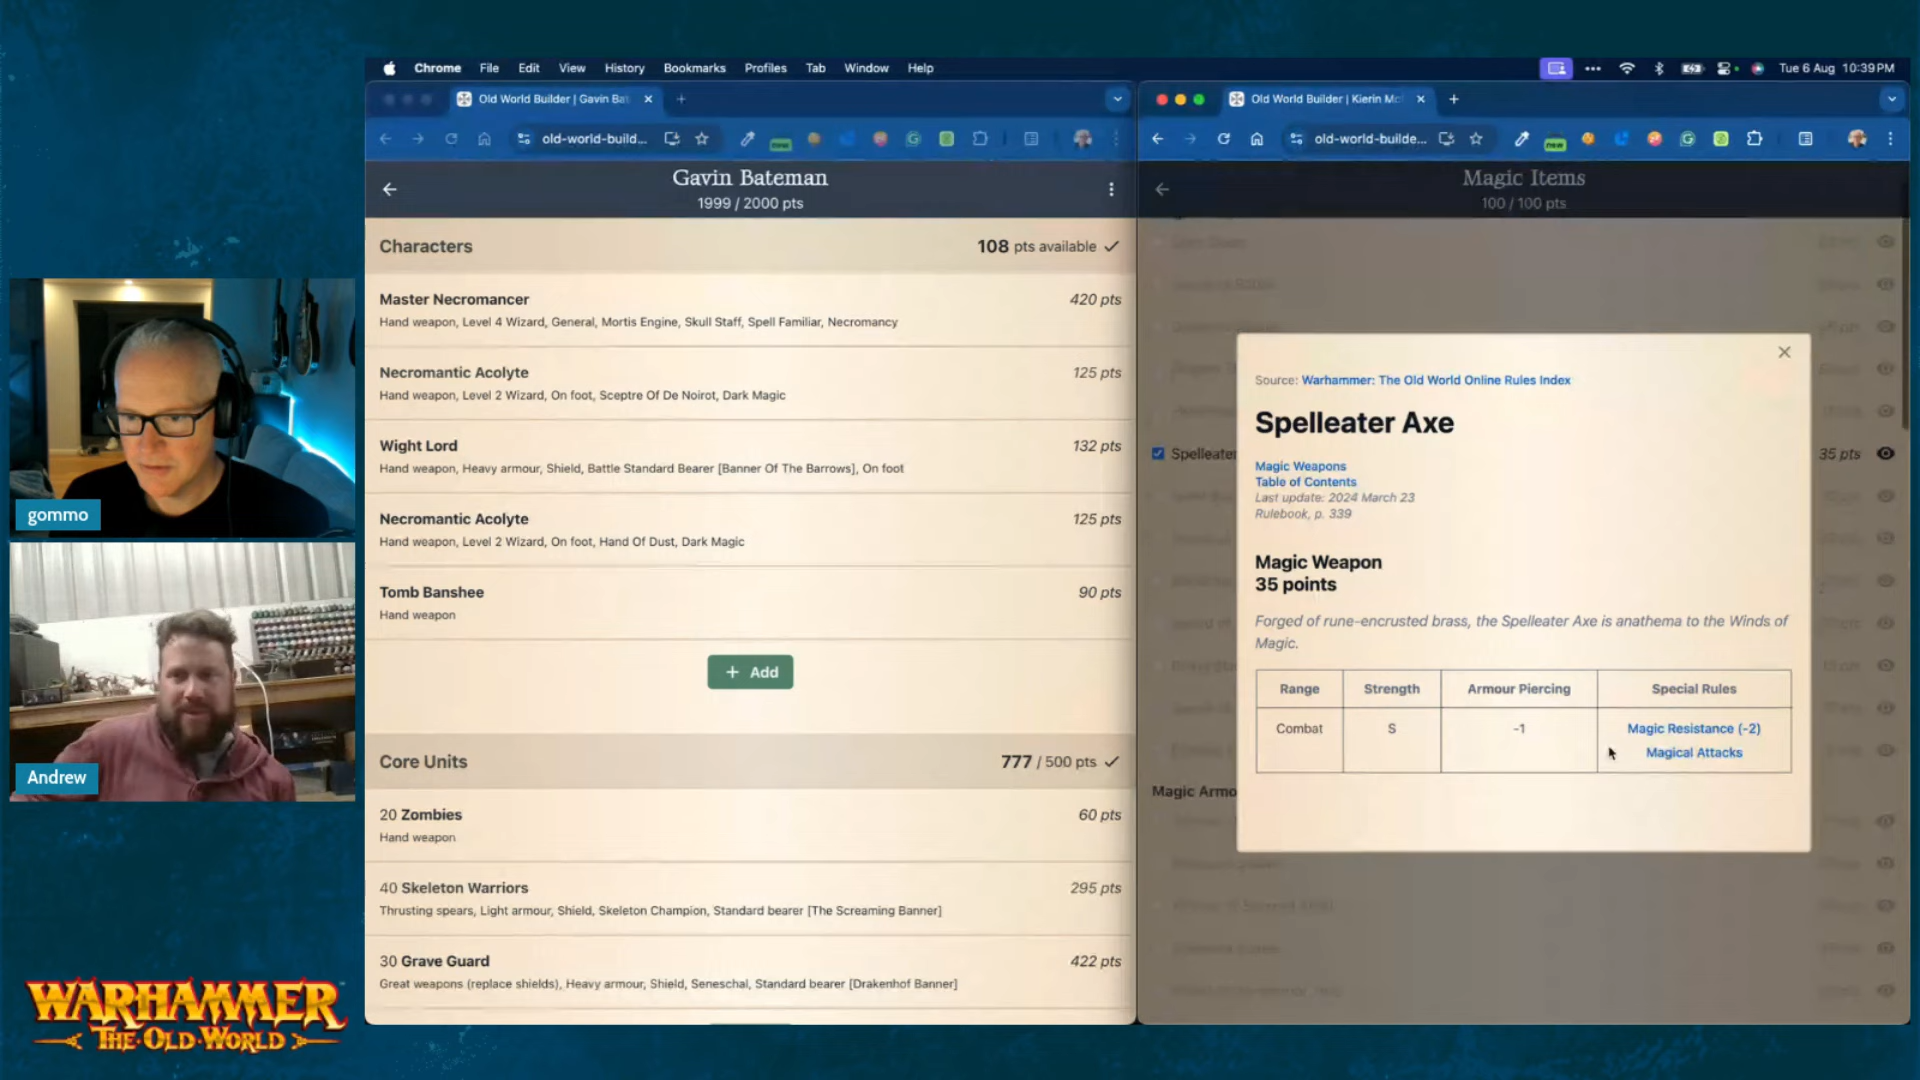 Chrome File Edit View History Bookmarks Profiles Tab Window Help
Tue 6 Aug 10:39 PM
Old World Builder | Gavin Bat
old-world-build...
new
Gavin Bateman
1999 / 2000 pts
Characters
108 pts available
Master Necromancer
420 pts
Hand weapon, Level 4 Wizard, General, Mortis Engine, Skull Staff, Spell Familiar, Necromancy
Necromantic Acolyte
125 pts
Hand weapon, Level 2 Wizard, On foot, Sceptre Of De Noirot, Dark Magic
Wight Lord
132 pts
Hand weapon, Heavy armour, Shield, Battle Standard Bearer [Banner Of The Barrows], On foot
Necromantic Acolyte
125 pts
Hand weapon, Level 2 Wizard, On foot, Hand Of Dust, Dark Magic
Tomb Banshee
90 pts
Hand weapon
+ Add
Core Units
777 / 500 pts
20 Zombies
60 pts
Hand weapon
40 Skeleton Warriors
295 pts
Thrusting spears, Light armour, Shield, Skeleton Champion, Standard bearer [The Screaming Banner]
30 Grave Guard
422 pts
Great weapons (replace shields), Heavy armour, Shield, Seneschal, Standard bearer [Drakenhof Banner]
Old World Builder | Kierin Mc
old-world-builde...
new
Magic Items
100 / 100 pts
Spelleater
35 pts
Magic Armo
Source: Warhammer: The Old World Online Rules Index
Spelleater Axe
Magic Weapons
Table of Contents
Last update: 2024 March 23
Rulebook, p. 339
Magic Weapon
35 points
Forged of rune-encrusted brass, the Spelleater Axe is anathema to the Winds of
Magic.
Range Strength Armour Piercing Special Rules
Combat S -1 Magic Resistance (-2)
Magical Attacks
gommo
Andrew
WARHAMMER
THE OLD WORLD